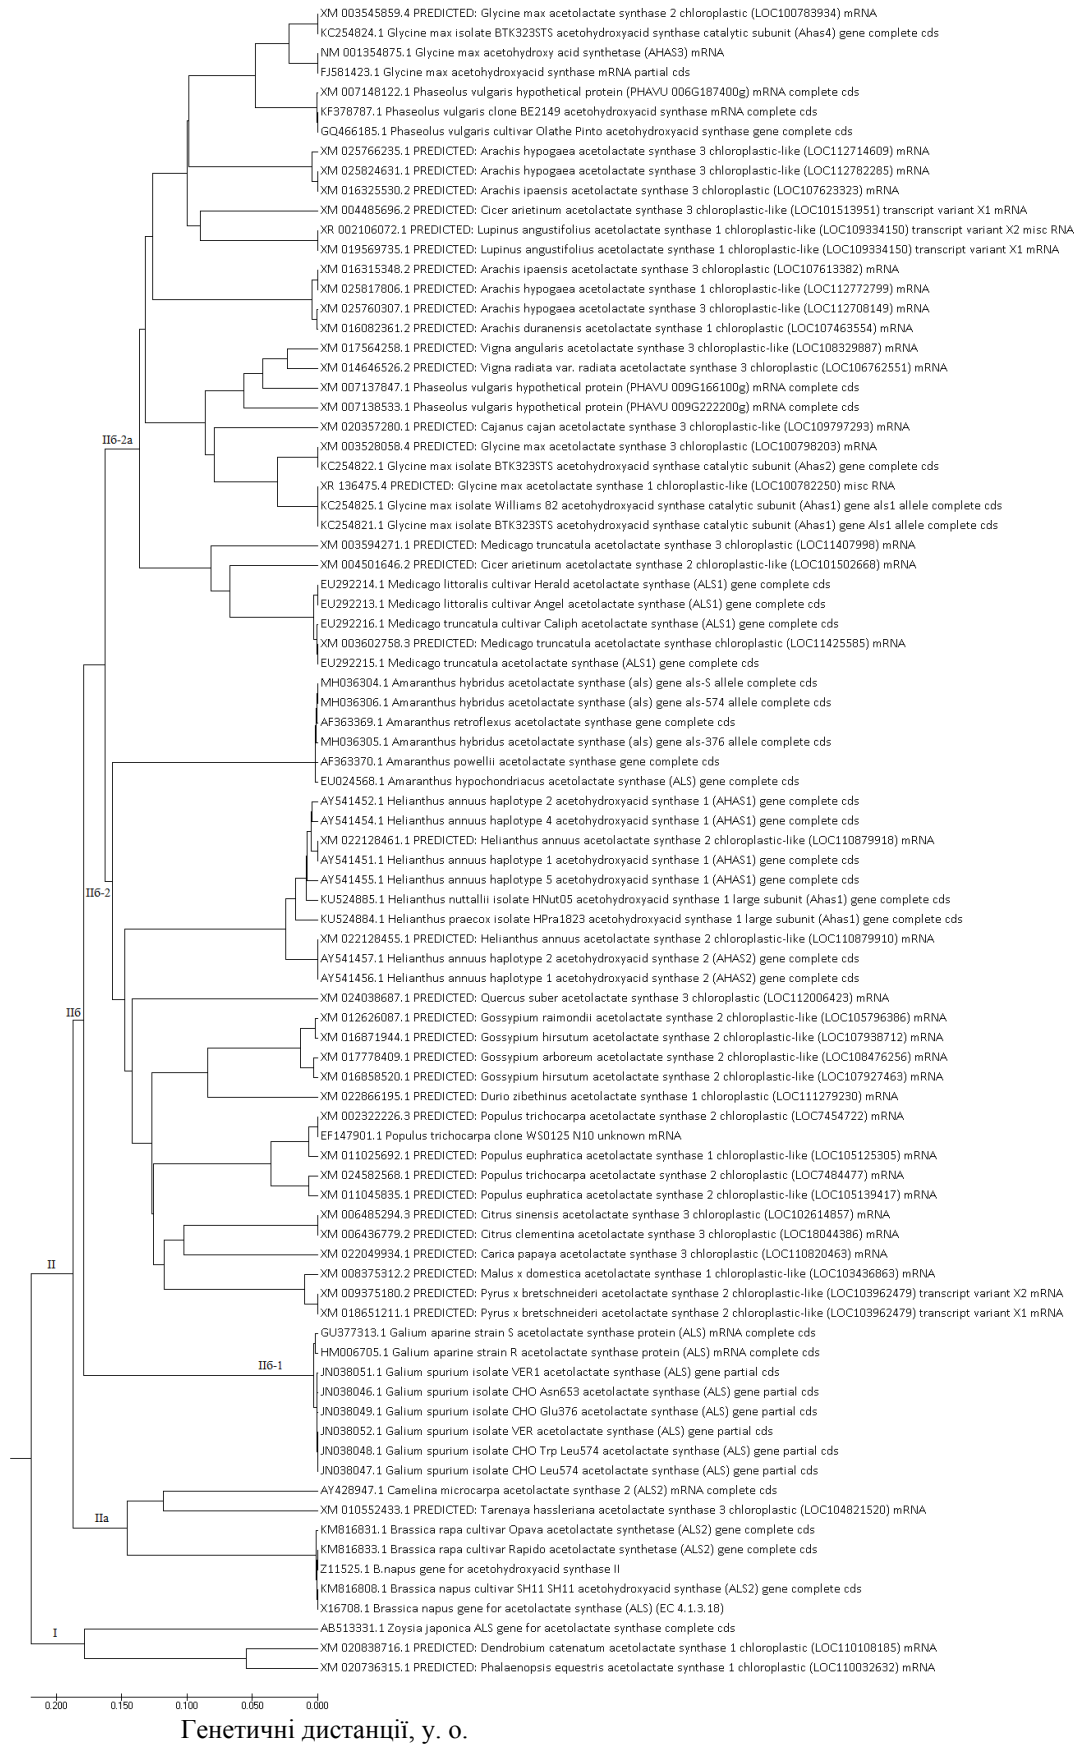 XM 003545859.4 PREDICTED: Glycine max acetolactate synthase 2 chloroplastic (LOC100783934) mRNA
KC254824.1 Glycine max isolate BTK323STS acetohydroxyacid synthase catalytic subunit (Ahas4) gene complete cds
NM 001354875.1 Glycine max acetohydroxy acid synthetase (AHAS3) mRNA
FJ581423.1 Glycine max acetohydroxyacid synthase mRNA partial cds
XM 007148122.1 Phaseolus vulgaris hypothetical protein (PHAVU 006G187400g) mRNA complete cds
KF378787.1 Phaseolus vulgaris clone BE2149 acetohydroxyacid synthase mRNA complete cds
GQ466185.1 Phaseolus vulgaris cultivar Olathe Pinto acetohydroxyacid synthase gene complete cds
XM 025766235.1 PREDICTED: Arachis hypogaea acetolactate synthase 3 chloroplastic-like (LOC112714609) mRNA
XM 025824631.1 PREDICTED: Arachis hypogaea acetolactate synthase 3 chloroplastic-like (LOC112782285) mRNA
XM 016325530.2 PREDICTED: Arachis ipaensis acetolactate synthase 3 chloroplastic (LOC107623323) mRNA
XM 004485696.2 PREDICTED: Cicer arietinum acetolactate synthase 3 chloroplastic-like (LOC101513951) transcript variant X1 mRNA
XR 002106072.1 PREDICTED: Lupinus angustifolius acetolactate synthase 1 chloroplastic-like (LOC109334150) transcript variant X2 misc RNA
XM 019569735.1 PREDICTED: Lupinus angustifolius acetolactate synthase 1 chloroplastic-like (LOC109334150) transcript variant X1 mRNA
XM 016315348.2 PREDICTED: Arachis ipaensis acetolactate synthase 3 chloroplastic (LOC107613382) mRNA
XM 025817806.1 PREDICTED: Arachis hypogaea acetolactate synthase 1 chloroplastic-like (LOC112772799) mRNA
XM 025760307.1 PREDICTED: Arachis hypogaea acetolactate synthase 3 chloroplastic-like (LOC112708149) mRNA
XM 016082361.2 PREDICTED: Arachis duranensis acetolactate synthase 1 chloroplastic (LOC107463554) mRNA
XM 017564258.1 PREDICTED: Vigna angularis acetolactate synthase 3 chloroplastic-like (LOC108329887) mRNA
XM 014646526.2 PREDICTED: Vigna radiata var. radiata acetolactate synthase 3 chloroplastic (LOC106762551) mRNA
XM 007137847.1 Phaseolus vulgaris hypothetical protein (PHAVU 009G166100g) mRNA complete cds
XM 007138533.1 Phaseolus vulgaris hypothetical protein (PHAVU 009G222200g) mRNA complete cds
XM 020357280.1 PREDICTED: Cajanus cajan acetolactate synthase 3 chloroplastic-like (LOC109797293) mRNA
ІІб-2а
XM 003528058.4 PREDICTED: Glycine max acetolactate synthase 3 chloroplastic (LOC100798203) mRNA
KC254822.1 Glycine max isolate BTK323STS acetohydroxyacid synthase catalytic subunit (Ahas2) gene complete cds
XR 136475.4 PREDICTED: Glycine max acetolactate synthase 1 chloroplastic-like (LOC100782250) misc RNA
KC254825.1 Glycine max isolate Williams 82 acetohydroxyacid synthase catalytic subunit (Ahas1) gene als1 allele complete cds
KC254821.1 Glycine max isolate BTK323STS acetohydroxyacid synthase catalytic subunit (Ahas1) gene Als1 allele complete cds
XM 003594271.1 PREDICTED: Medicago truncatula acetolactate synthase 3 chloroplastic (LOC11407998) mRNA
XM 004501646.2 PREDICTED: Cicer arietinum acetolactate synthase 2 chloroplastic-like (LOC101502668) mRNA
EU292214.1 Medicago littoralis cultivar Herald acetolactate synthase (ALS1) gene complete cds
EU292213.1 Medicago littoralis cultivar Angel acetolactate synthase (ALS1) gene complete cds
EU292216.1 Medicago truncatula cultivar Caliph acetolactate synthase (ALS1) gene complete cds
XM 003602758.3 PREDICTED: Medicago truncatula acetolactate synthase chloroplastic (LOC11425585) mRNA
EU292215.1 Medicago truncatula acetolactate synthase (ALS1) gene complete cds
MH036304.1 Amaranthus hybridus acetolactate synthase (als) gene als-S allele complete cds
MH036306.1 Amaranthus hybridus acetolactate synthase (als) gene als-574 allele complete cds
AF363369.1 Amaranthus retroflexus acetolactate synthase gene complete cds
MH036305.1 Amaranthus hybridus acetolactate synthase (als) gene als-376 allele complete cds
AF363370.1 Amaranthus powellii acetolactate synthase gene complete cds
EU024568.1 Amaranthus hypochondriacus acetolactate synthase (ALS) gene complete cds
AY541452.1 Helianthus annuus haplotype 2 acetohydroxyacid synthase 1 (AHAS1) gene complete cds
AY541454.1 Helianthus annuus haplotype 4 acetohydroxyacid synthase 1 (AHAS1) gene complete cds
XM 022128461.1 PREDICTED: Helianthus annuus acetolactate synthase 2 chloroplastic-like (LOC110879918) mRNA
AY541451.1 Helianthus annuus haplotype 1 acetohydroxyacid synthase 1 (AHAS1) gene complete cds
AY541455.1 Helianthus annuus haplotype 5 acetohydroxyacid synthase 1 (AHAS1) gene complete cds
ІІб-2
KU524885.1 Helianthus nuttallii isolate HNut05 acetohydroxyacid synthase 1 large subunit (Ahas1) gene complete cds
KU524884.1 Helianthus praecox isolate HPra1823 acetohydroxyacid synthase 1 large subunit (Ahas1) gene complete cds
XM 022128455.1 PREDICTED: Helianthus annuus acetolactate synthase 2 chloroplastic-like (LOC110879910) mRNA
AY541457.1 Helianthus annuus haplotype 2 acetohydroxyacid synthase 2 (AHAS2) gene complete cds
AY541456.1 Helianthus annuus haplotype 1 acetohydroxyacid synthase 2 (AHAS2) gene complete cds
XM 024038687.1 PREDICTED: Quercus suber acetolactate synthase 3 chloroplastic (LOC112006423) mRNA
ІІб
XM 012626087.1 PREDICTED: Gossypium raimondii acetolactate synthase 2 chloroplastic-like (LOC105796386) mRNA
XM 016871944.1 PREDICTED: Gossypium hirsutum acetolactate synthase 2 chloroplastic-like (LOC107938712) mRNA
XM 017778409.1 PREDICTED: Gossypium arboreum acetolactate synthase 2 chloroplastic-like (LOC108476256) mRNA
XM 016858520.1 PREDICTED: Gossypium hirsutum acetolactate synthase 2 chloroplastic-like (LOC107927463) mRNA
XM 022866195.1 PREDICTED: Durio zibethinus acetolactate synthase 1 chloroplastic (LOC111279230) mRNA
XM 002322226.3 PREDICTED: Populus trichocarpa acetolactate synthase 2 chloroplastic (LOC7454722) mRNA
EF147901.1 Populus trichocarpa clone WS0125 N10 unknown mRNA
XM 011025692.1 PREDICTED: Populus euphratica acetolactate synthase 1 chloroplastic-like (LOC105125305) mRNA
XM 024582568.1 PREDICTED: Populus trichocarpa acetolactate synthase 2 chloroplastic (LOC7484477) mRNA
XM 011045835.1 PREDICTED: Populus euphratica acetolactate synthase 2 chloroplastic-like (LOC105139417) mRNA
XM 006485294.3 PREDICTED: Citrus sinensis acetolactate synthase 3 chloroplastic (LOC102614857) mRNA
XM 006436779.2 PREDICTED: Citrus clementina acetolactate synthase 3 chloroplastic (LOC18044386) mRNA
XM 022049934.1 PREDICTED: Carica papaya acetolactate synthase 3 chloroplastic (LOC110820463) mRNA
ІІ
XM 008375312.2 PREDICTED: Malus x domestica acetolactate synthase 1 chloroplastic-like (LOC103436863) mRNA
XM 009375180.2 PREDICTED: Pyrus x bretschneideri acetolactate synthase 2 chloroplastic-like (LOC103962479) transcript variant X2 mRNA
XM 018651211.1 PREDICTED: Pyrus x bretschneideri acetolactate synthase 2 chloroplastic-like (LOC103962479) transcript variant X1 mRNA
GU377313.1 Galium aparine strain S acetolactate synthase protein (ALS) mRNA complete cds
HM006705.1 Galium aparine strain R acetolactate synthase protein (ALS) mRNA complete cds
ІІб-1
JN038051.1 Galium spurium isolate VER1 acetolactate synthase (ALS) gene partial cds
JN038046.1 Galium spurium isolate CHO Asn653 acetolactate synthase (ALS) gene partial cds
JN038049.1 Galium spurium isolate CHO Glu376 acetolactate synthase (ALS) gene partial cds
JN038052.1 Galium spurium isolate VER acetolactate synthase (ALS) gene partial cds
JN038048.1 Galium spurium isolate CHO Trp Leu574 acetolactate synthase (ALS) gene partial cds
JN038047.1 Galium spurium isolate CHO Leu574 acetolactate synthase (ALS) gene partial cds
AY428947.1 Camelina microcarpa acetolactate synthase 2 (ALS2) mRNA complete cds
XM 010552433.1 PREDICTED: Tarenaya hassleriana acetolactate synthase 3 chloroplastic (LOC104821520) mRNA
ІІа
KM816831.1 Brassica rapa cultivar Opava acetolactate synthetase (ALS2) gene complete cds
KM816833.1 Brassica rapa cultivar Rapido acetolactate synthetase (ALS2) gene complete cds
Z11525.1 B.napus gene for acetohydroxyacid synthase II
KM816808.1 Brassica napus cultivar SH11 SH11 acetohydroxyacid synthase (ALS2) gene complete cds
X16708.1 Brassica napus gene for acetolactate synthase (ALS) (EC 4.1.3.18)
AB513331.1 Zoysia japonica ALS gene for acetolactate synthase complete cds
І
XM 020838716.1 PREDICTED: Dendrobium catenatum acetolactate synthase 1 chloroplastic (LOC110108185) mRNA
XM 020736315.1 PREDICTED: Phalaenopsis equestris acetolactate synthase 1 chloroplastic (LOC110032632) mRNA
0.200 0.150 0.100 0.050 0.000
Генетичні дистанції, у. о.